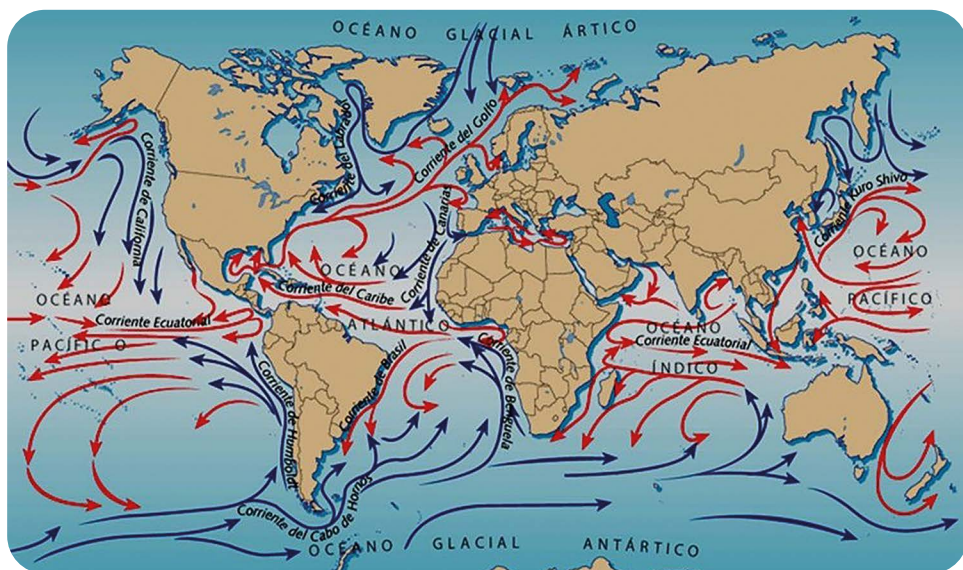 OCÉANO GLACIAL ÁRTICO
Corriente del Labrador
Corriente del Golfo
Corriente de California
Corriente de Canarias
Corriente Kuro Shivo
OCÉANO
PACÍFICO
OCÉANO
ATLÁNTICO
Corriente del Caribe
OCÉANO
PACÍFICO
Corriente Ecuatorial
OCÉANO
ÍNDICO
Corriente Ecuatorial
Corriente de Brasil
Corriente de Benguela
Corriente de Humboldt
Corriente del Cabo de Hornos
OCÉANO GLACIAL ANTÁRTICO